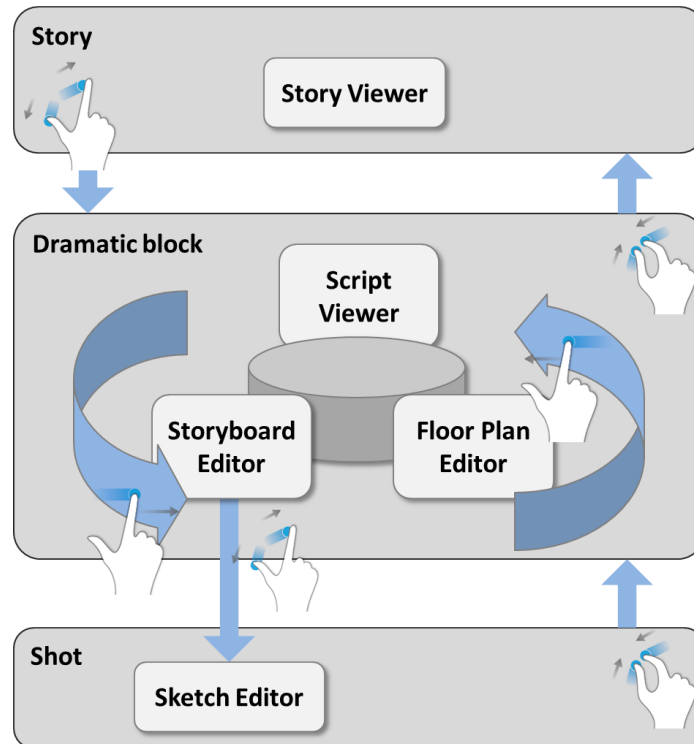 Story
Story Viewer
Dramatic block
Script
Viewer
Storyboard
Editor
Floor Plan
Editor
Shot
Sketch Editor